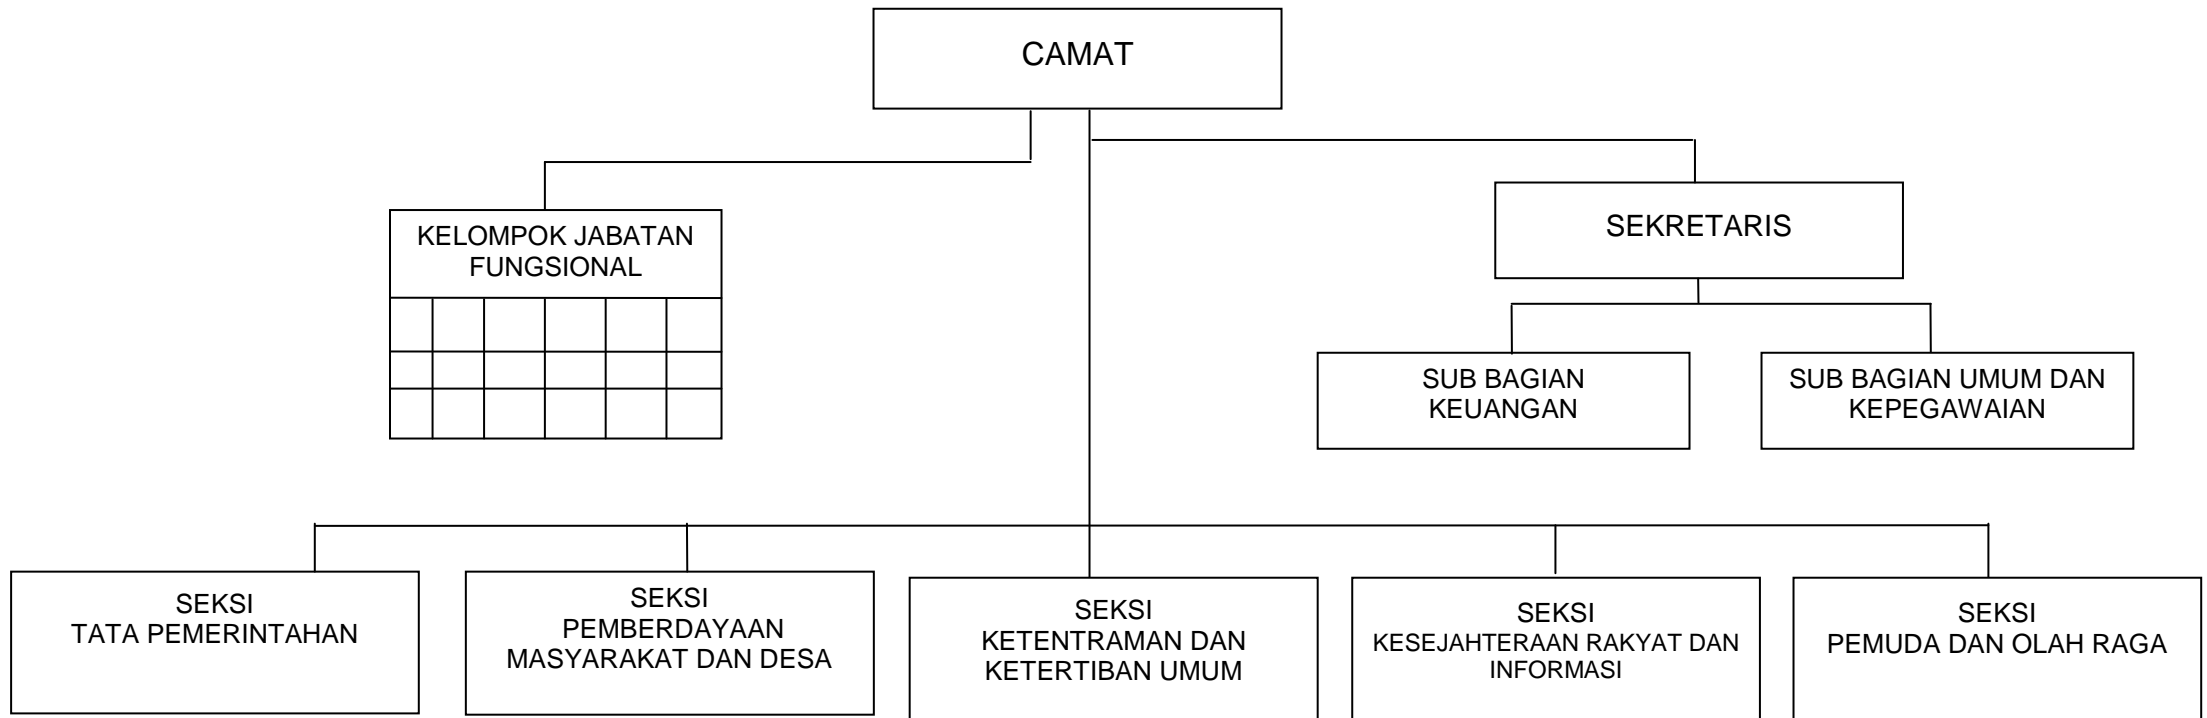 CAMAT
KELOMPOK JABATAN
FUNGSIONAL
SEKRETARIS
SUB BAGIAN
KEUANGAN
SUB BAGIAN UMUM DAN
KEPEGAWAIAN
SEKSI
TATA PEMERINTAHAN
SEKSI
PEMBERDAYAAN
MASYARAKAT DAN DESA
SEKSI
KETENTRAMAN DAN
KETERTIBAN UMUM
SEKSI
KESEJAHTERAAN RAKYAT DAN
INFORMASI
SEKSI
PEMUDA DAN OLAH RAGA